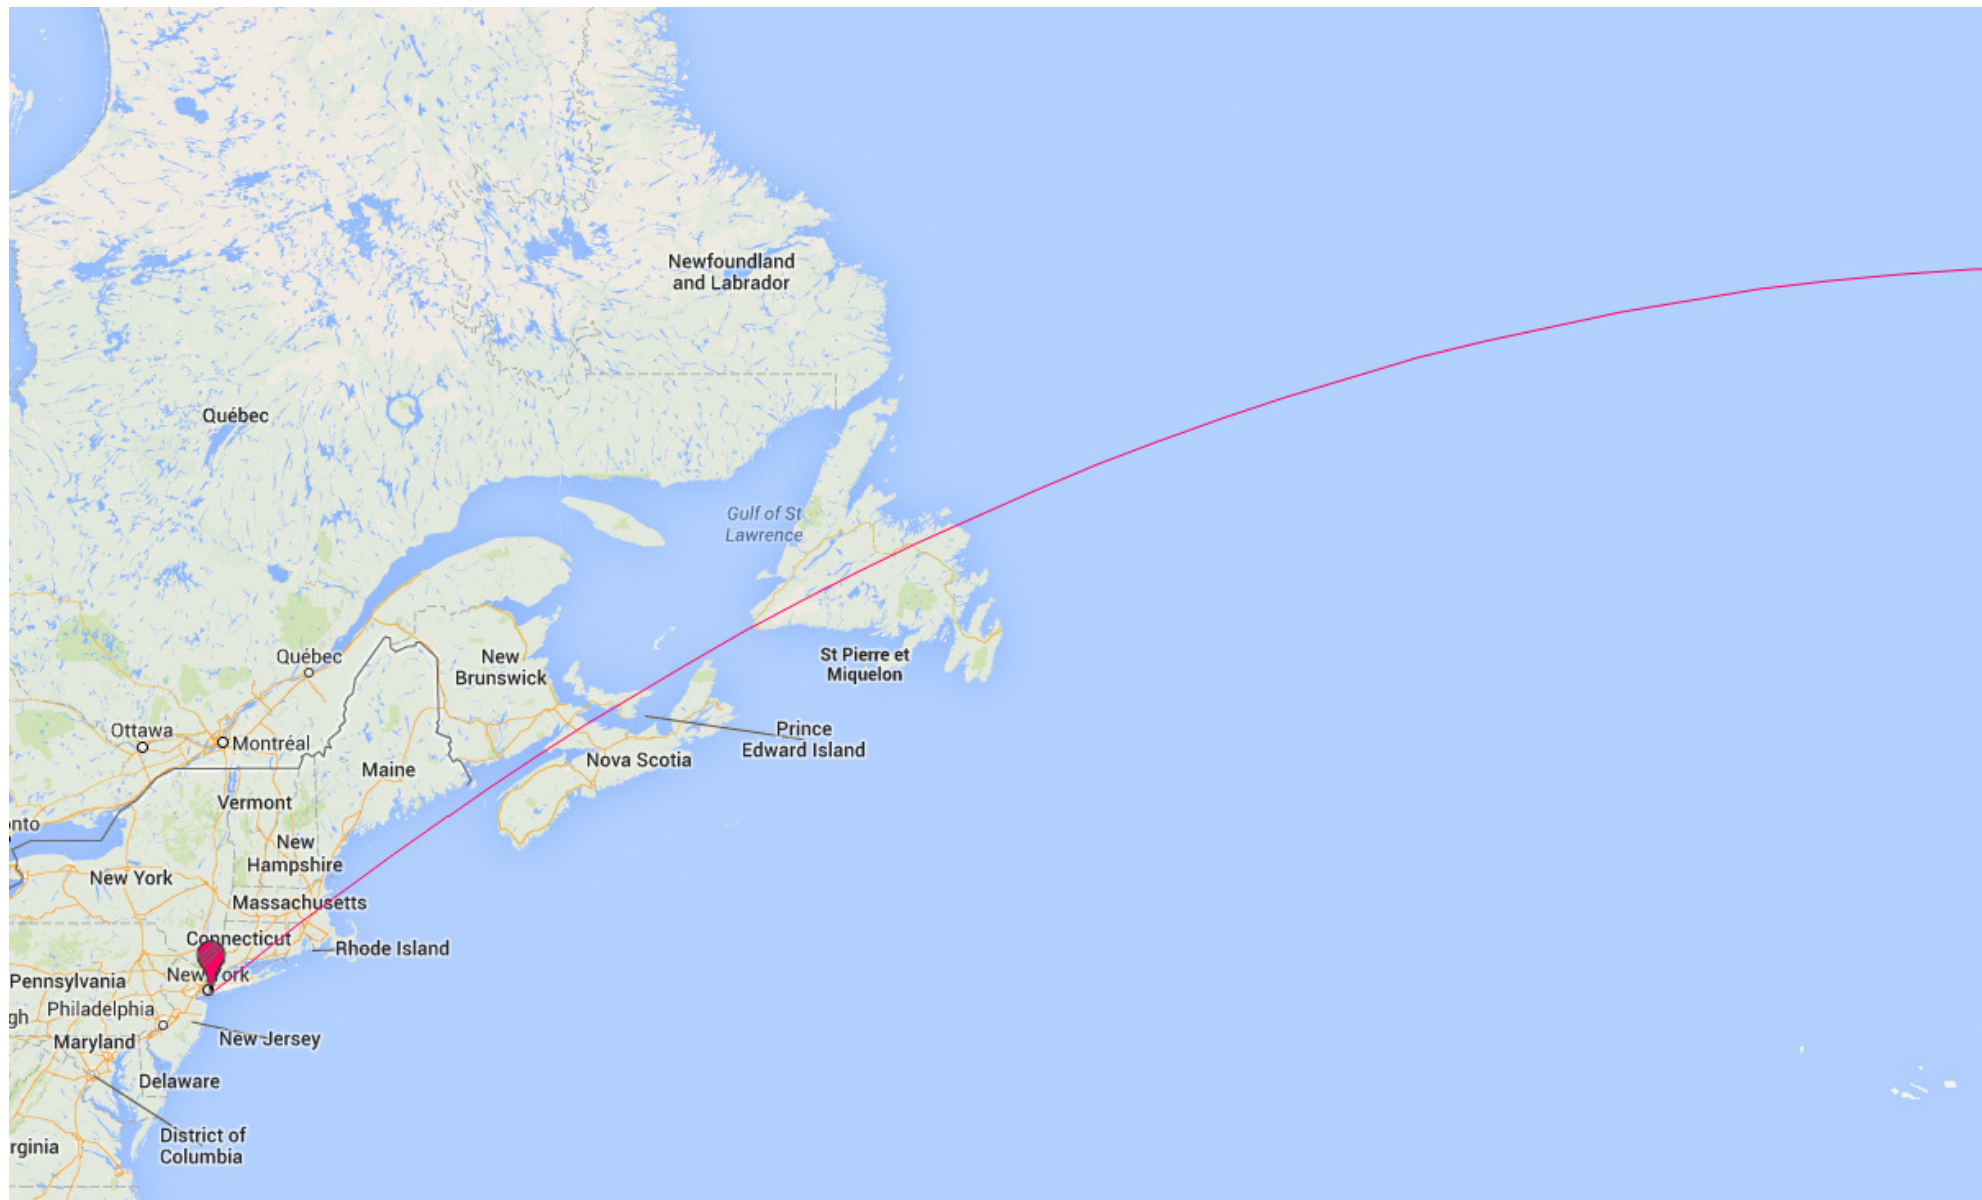 Newfoundland
and Labrador
Québec
Gulf of St
Lawrence
Québec
New
Brunswick
St Pierre et
Miquelon
Ottawa
Montréal
Prince
Edward Island
Nova Scotia
Maine
Vermont
onto
New
Hampshire
New York
Massachusetts
Connecticut
Rhode Island
New York
Pennsylvania
Philadelphia
gh
New Jersey
Maryland
Delaware
District of
Columbia
rginia